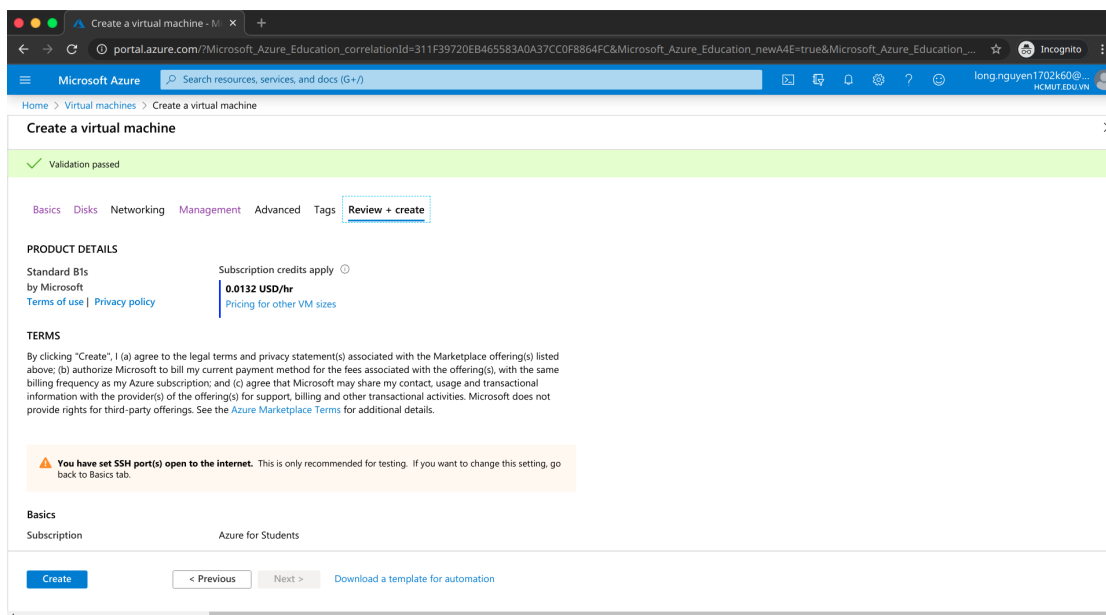 Create a virtual machine - Mi
portal.azure.com/?Microsoft_Azure_Education_correlationId=311F39720EB465583A0A37CC0F8864FC&Microsoft_Azure_Education_newA4E=true&Microsoft_Azure_Education_...
Incognito
Microsoft Azure
Search resources, services, and docs (G+/)
long.nguyen1702k60@...
HCMUT.EDU.VN
Home > Virtual machines > Create a virtual machine
Create a virtual machine
Validation passed
Basics Disks Networking Management Advanced Tags Review + create
PRODUCT DETAILS
Standard B1s
by Microsoft
Terms of use | Privacy policy
Subscription credits apply
0.0132 USD/hr
Pricing for other VM sizes
TERMS
By clicking "Create", I (a) agree to the legal terms and privacy statement(s) associated with the Marketplace offering(s) listed
above; (b) authorize Microsoft to bill my current payment method for the fees associated with the offering(s), with the same
billing frequency as my Azure subscription; and (c) agree that Microsoft may share my contact, usage and transactional
information with the provider(s) of the offering(s) for support, billing and other transactional activities. Microsoft does not
provide rights for third-party offerings. See the Azure Marketplace Terms for additional details.
You have set SSH port(s) open to the internet. This is only recommended for testing. If you want to change this setting, go
back to Basics tab.
Basics
Subscription Azure for Students
Create < Previous Next > Download a template for automation